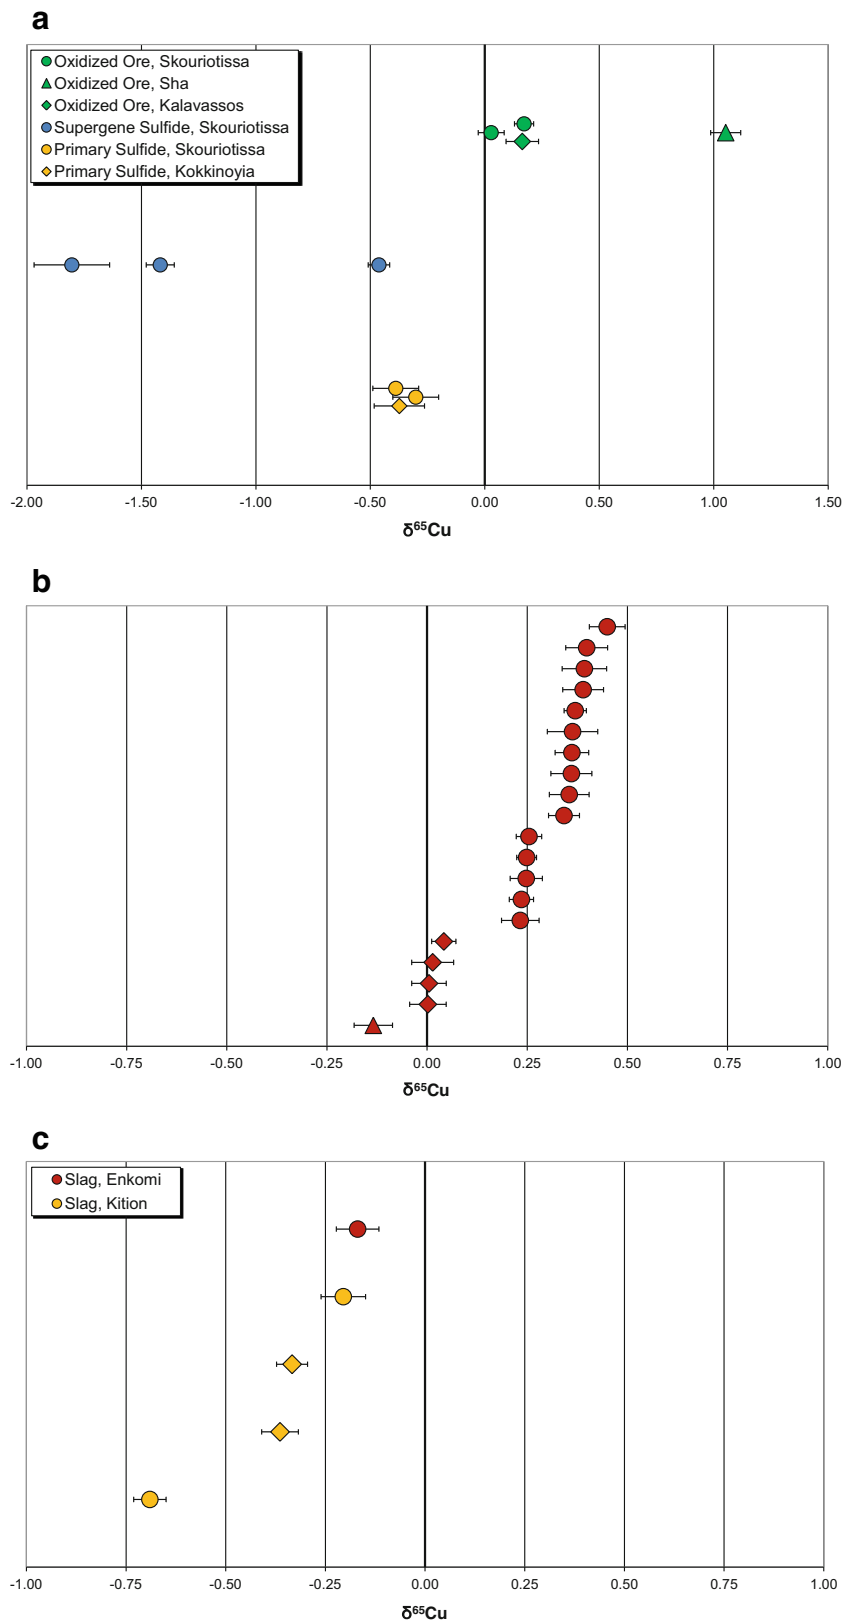 a
Oxidized Ore, Skouriotissa
Oxidized Ore, Sha
Oxidized Ore, Kalavassos
Supergene Sulfide, Skouriotissa
Primary Sulfide, Skouriotissa
Primary Sulfide, Kokkinoyia
-2.00 -1.50 -1.00 -0.50 0.00 0.50 1.00 1.50
δ⁶⁵Cu
b
-1.00 -0.75 -0.50 -0.25 0.00 0.25 0.50 0.75 1.00
δ⁶⁵Cu
c
Slag, Enkomi
Slag, Kition
-1.00 -0.75 -0.50 -0.25 0.00 0.25 0.50 0.75 1.00
δ⁶⁵Cu